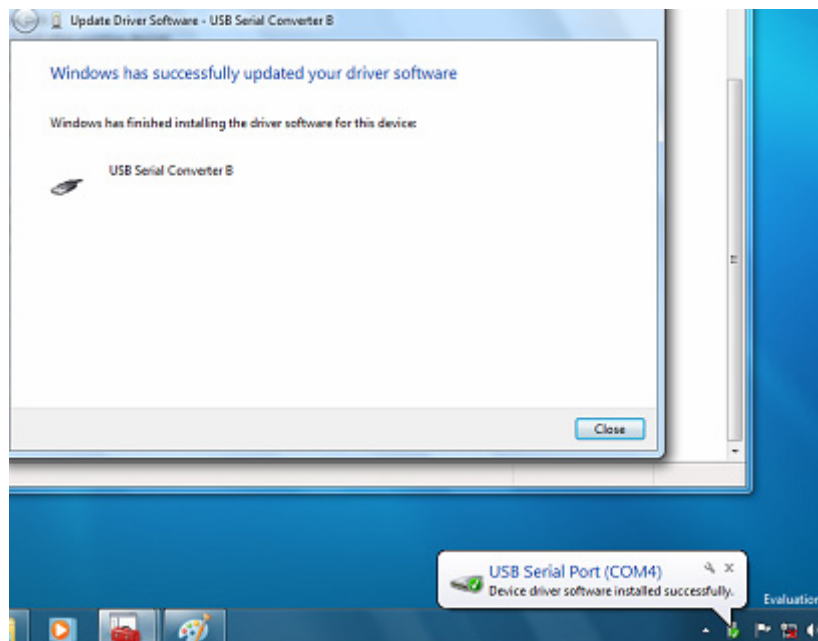 Update Driver Software - USB Serial Converter B
Windows has successfully updated your driver software
Windows has finished installing the driver software for this device:
USB Serial Converter B
Close
USB Serial Port (COM4)
Device driver software installed successfully.
Evaluation